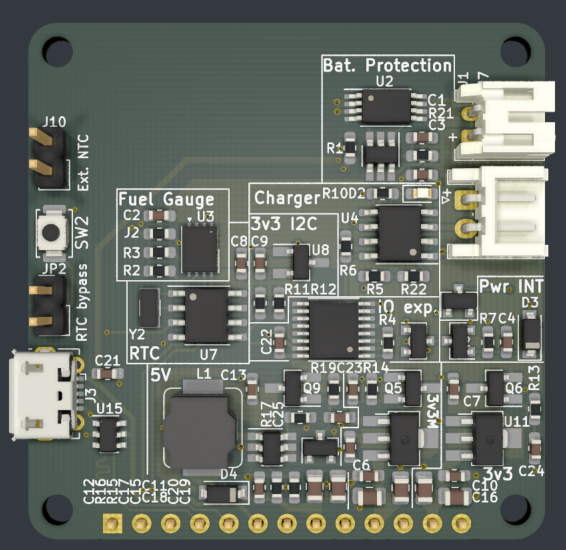 Bat. Protection
U2
C1
R21
C3
R1
J10
Ext. NTC
SW2
JP2
RTC bypass
Fuel Gauge
C2
U3
J2
R3
R2
Charger
R10
D2
U4
3v3 I2C
C8
C9
U8
R6
R5
R22
R11
R12
Y2
RTC
U7
IO exp.
R4
C22
Pwr INT
D3
R7
C4
J3
C21
U15
5V
L1
C13
R19
C23
R14
Q9
Q5
3V3M
C7
Q6
R13
R17
C25
U11
3v3
C24
D4
C6
C10
C16
C12
R16
R15
C17
C15
C11
C18
C20
C19
+